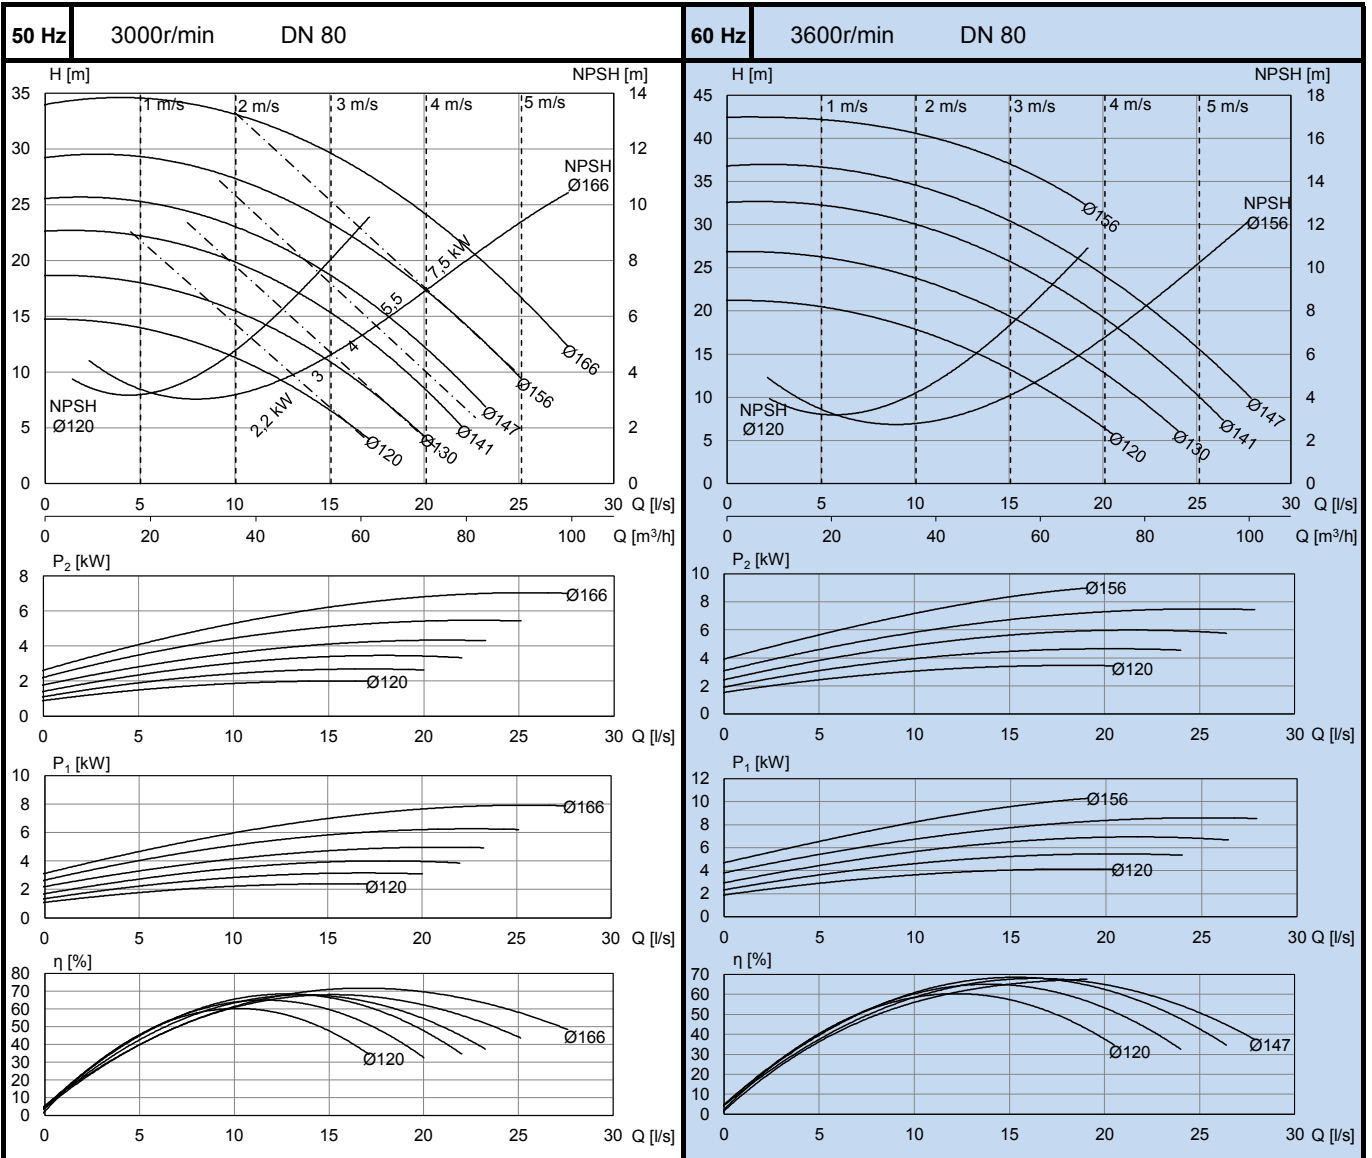 50 Hz 3000r/min DN 80
H [m] NPSH [m]
35 14
1 m/s 2 m/s 3 m/s 4 m/s 5 m/s
30 12
NPSH
Ø166
25 10
20 8
7,5 kW
15 6
5,5
4
Ø166
10 4
3
Ø156
NPSH
Ø120
2,2 kW
Ø147
5 2
Ø141
Ø130
Ø120
0 0
0 5 10 15 20 25 30 Q [l/s]
0 20 40 60 80 100 Q [m³/h]
P₂ [kW]
8
Ø166
6
4
2
Ø120
0
0 5 10 15 20 25 30 Q [l/s]
P₁ [kW]
10
8
Ø166
6
4
2
Ø120
0
0 5 10 15 20 25 30 Q [l/s]
η [%]
80
70
60
50
40
Ø166
30
Ø120
20
10
0
0 5 10 15 20 25 30 Q [l/s]
60 Hz 3600r/min DN 80
H [m] NPSH [m]
45 18
1 m/s 2 m/s 3 m/s 4 m/s 5 m/s
40 16
35 14
Ø156
NPSH
Ø156
30 12
25 10
20 8
15 6
10 4
NPSH
Ø120
Ø147
Ø141
Ø130
Ø120
5 2
0 0
0 5 10 15 20 25 30 Q [l/s]
0 20 40 60 80 100 Q [m³/h]
P₂ [kW]
10
Ø156
8
6
4
Ø120
2
0
0 5 10 15 20 25 30 Q [l/s]
P₁ [kW]
12
10
Ø156
8
6
4
Ø120
2
0
0 5 10 15 20 25 30 Q [l/s]
η [%]
70
60
50
40
Ø147
30
Ø120
20
10
0
0 5 10 15 20 25 30 Q [l/s]